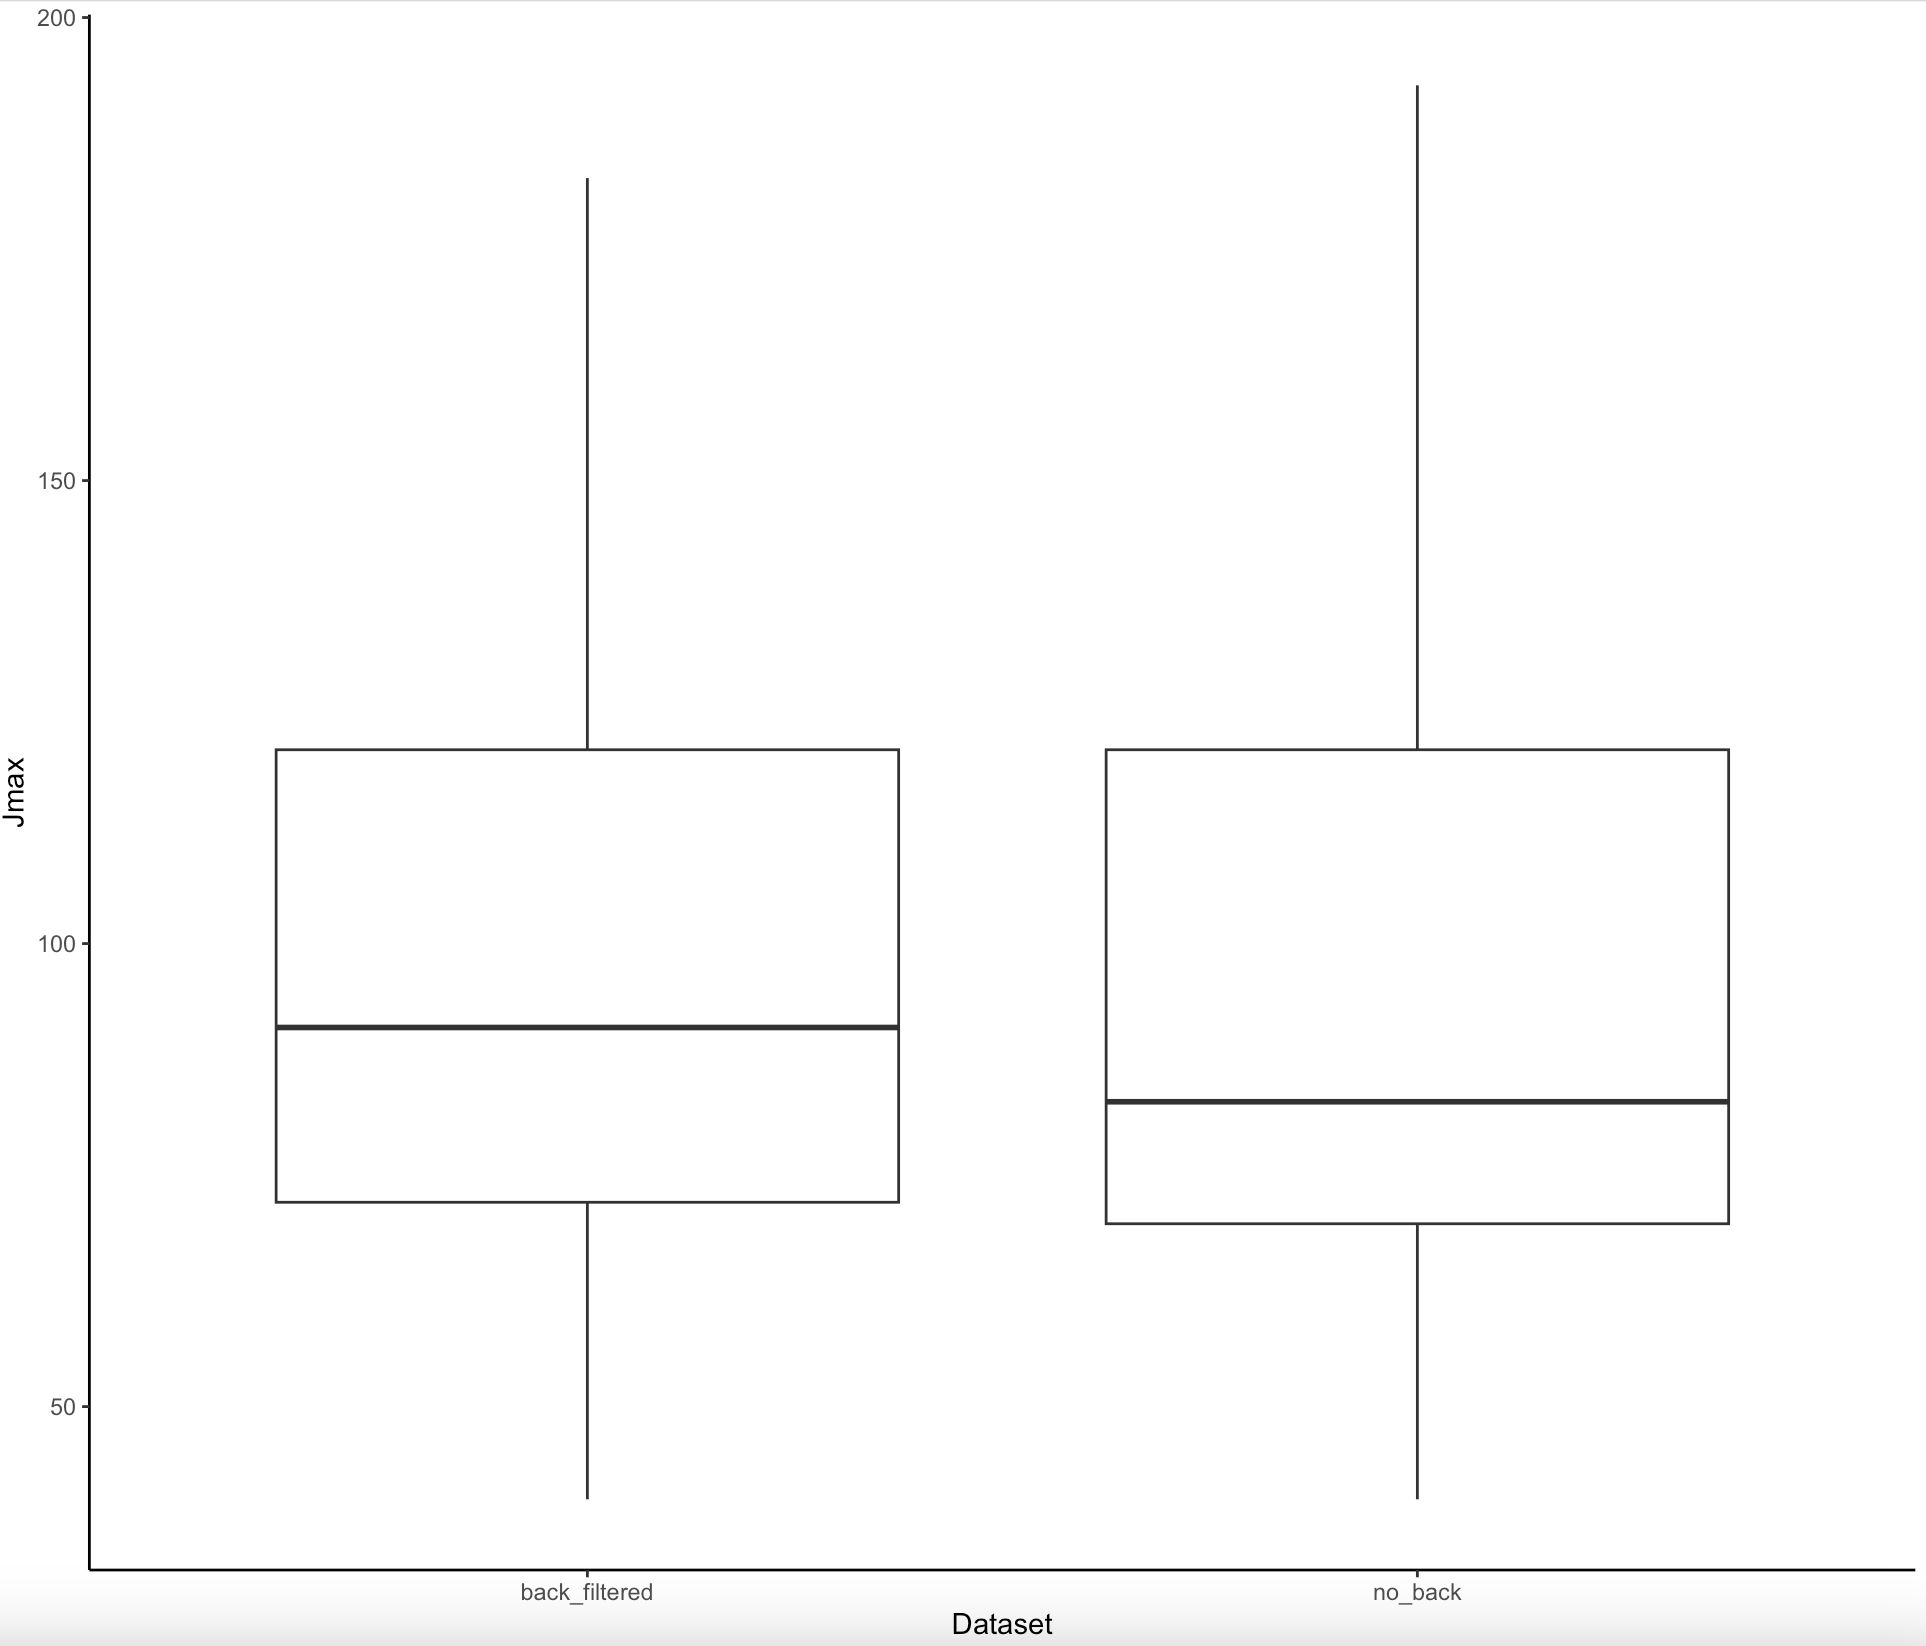 200
150
100
50
Jmax
back_filtered
no_back
Dataset